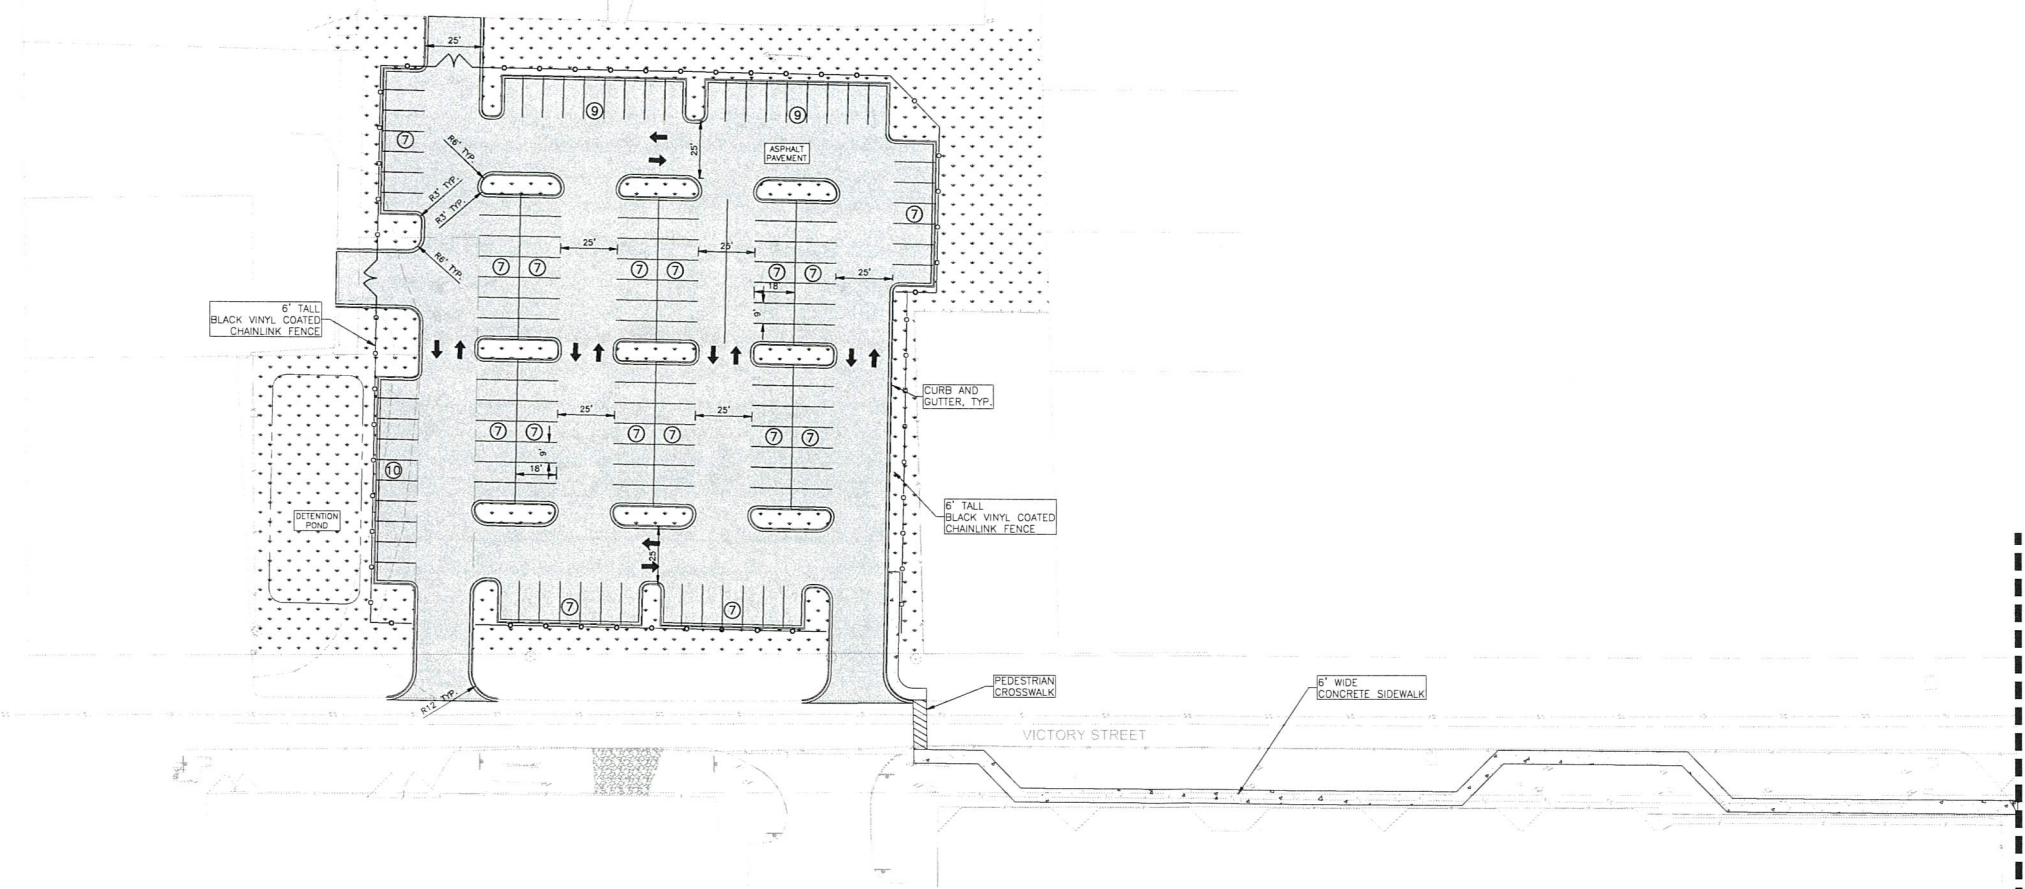 25'
9
9
7
R6' TYP.
25'
ASPHALT
PAVEMENT
R3' TYP.
R3' TYP.
7
25'
25'
R6' TYP.
7
7
7
7
7
7
25'
18'
9'
6' TALL
BLACK VINYL COATED
CHAINLINK FENCE
CURB AND
GUTTER, TYP.
25'
25'
7
7
7
7
7
7
9'
18'
10
DETENTION
POND
6' TALL
BLACK VINYL COATED
CHAINLINK FENCE
25'
7
7
R12' TYP.
PEDESTRIAN
CROSSWALK
6' WIDE
CONCRETE SIDEWALK
VICTORY STREET